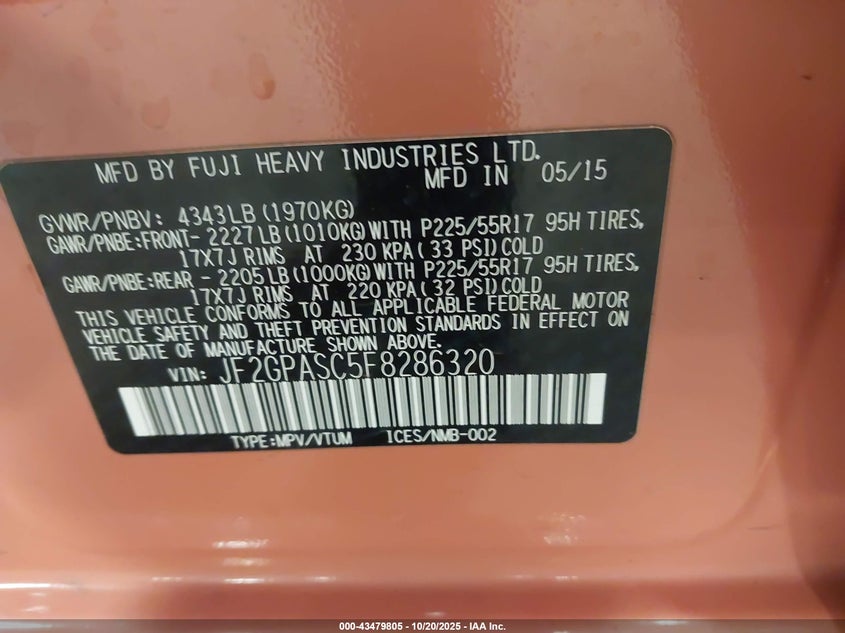 MFD BY FUJI HEAVY INDUSTRIES LTD.
MFD IN 05/15
GVWR/PNBV: 4343LB (1970KG)
GAWR/PNBE:FRONT- 2227LB (1010KG) WITH P225/55R17 95H TIRES,
17X7J RIMS AT 230 KPA( 33 PSI) COLD
GAWR/PNBE:REAR - 2205LB (1000KG) WITH P225/55R17 95H TIRES,
17X7J RIMS AT 220 KPA( 32 PSI) COLD
THIS VEHICLE CONFORMS TO ALL APPLICABLE FEDERAL MOTOR
VEHICLE SAFETY AND THEFT PREVENTION STANDARDS IN EFFECT ON
THE DATE OF MANUFACTURE SHOWN ABOVE.
VIN: JF2GPASC5F8286320
TYPE:MPV/VTUM ICES/NMB-002
000-43479805 - 10/20/2025 - IAA Inc.